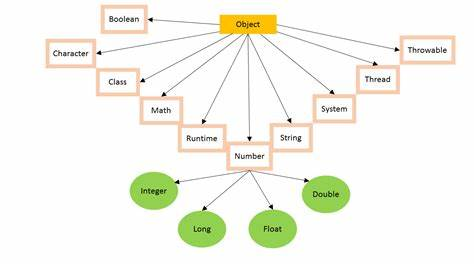 Boolean
Object
Character
Throwable
Class
Thread
Math
System
Runtime
String
Number
Integer
Double
Long
Float